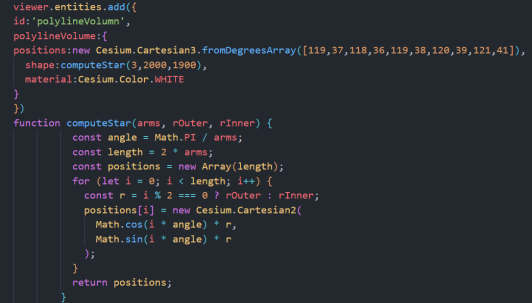 viewer.entities.add({
id:'polylineVolumn',
polylineVolume:{
positions:new Cesium.Cartesian3.fromDegreesArray([119,37,118,36,119,38,120,39,121,41]),
shape:computeStar(3,2000,1900),
material:Cesium.Color.WHITE
}
})
function computeStar(arms, rOuter, rInner) {
const angle = Math.PI / arms;
const length = 2 * arms;
const positions = new Array(length);
for (let i = 0; i < length; i++) {
const r = i % 2 === 0 ? rOuter : rInner;
positions[i] = new Cesium.Cartesian2(
Math.cos(i * angle) * r,
Math.sin(i * angle) * r
);
}
return positions;
}